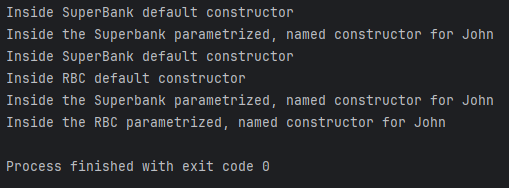 Inside SuperBank default constructor
Inside the Superbank parametrized, named constructor for John
Inside SuperBank default constructor
Inside RBC default constructor
Inside the Superbank parametrized, named constructor for John
Inside the RBC parametrized, named constructor for John
Process finished with exit code 0